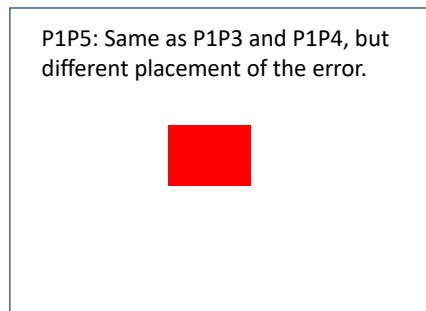 P1P5: Same as P1P3 and P1P4, but
different placement of the error.